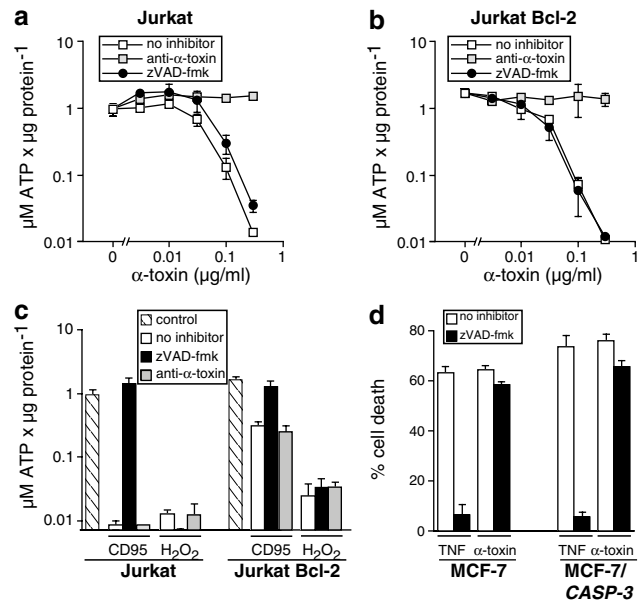 a
Jurkat
10
1
0.1
0.01
μM ATP x μg protein⁻¹
no inhibitor
anti-α-toxin
zVAD-fmk
0
0.01
0.1
1
α-toxin (μg/ml)
b
Jurkat Bcl-2
10
1
0.1
0.01
μM ATP x μg protein⁻¹
no inhibitor
anti-α-toxin
zVAD-fmk
0
0.01
0.1
1
α-toxin (μg/ml)
c
10
1
0.1
0.01
μM ATP x μg protein⁻¹
control
no inhibitor
zVAD-fmk
anti-α-toxin
CD95 H₂O₂ CD95 H₂O₂
Jurkat Jurkat Bcl-2
d
80
60
40
20
0
% cell death
no inhibitor
zVAD-fmk
TNF α-toxin TNF α-toxin
MCF-7 MCF-7/
CASP-3